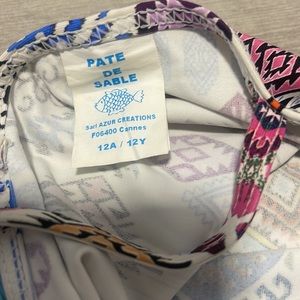 PATE
DE
SABLE
Sarl AZUR CREATIONS
F06400 Cannes
12A / 12Y